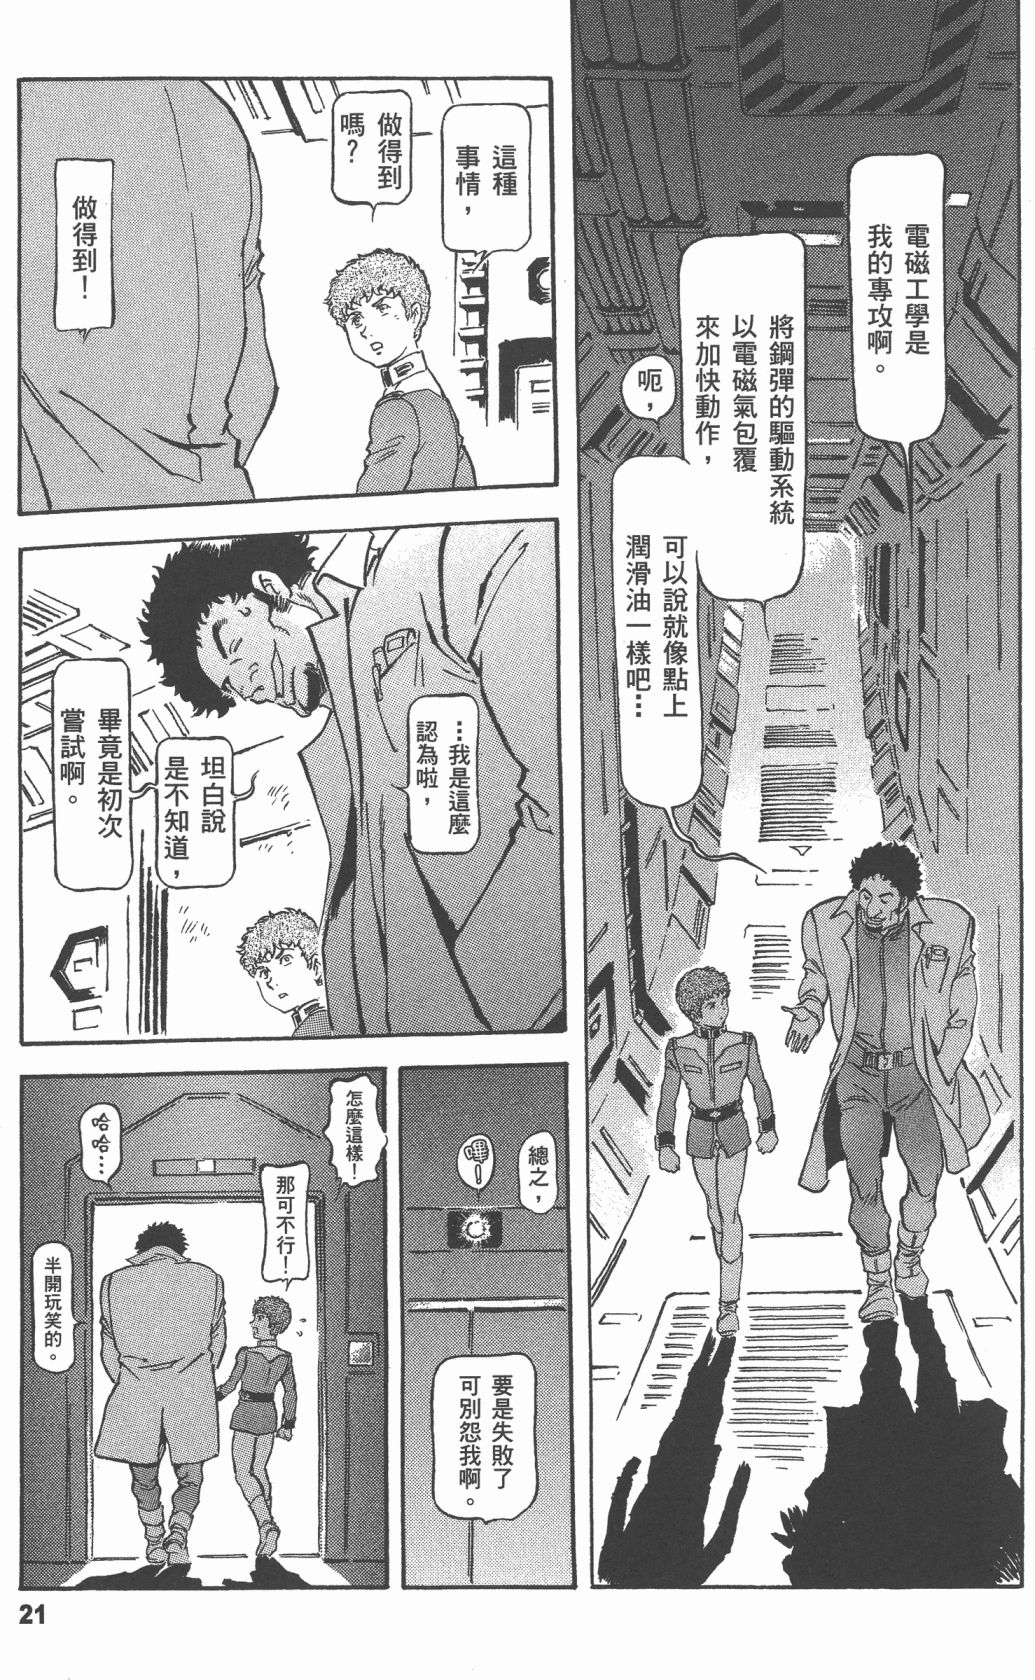 電磁工學是
我的專攻啊。
將鋼彈的驅動系統
以電磁氣包覆
來加快動作，
呃，
可以說就像點上
潤滑油一樣吧…
這種
事情，
做得到
嗎？
做得到！
…我是這麼
認為啦，
坦白說
是不知道，
畢竟是初次
嘗試啊。
總之，
嗶！
要是失敗了
可別怨我啊。
怎麼這樣！
那可不行！
哈
哈…
半開玩笑的。
21